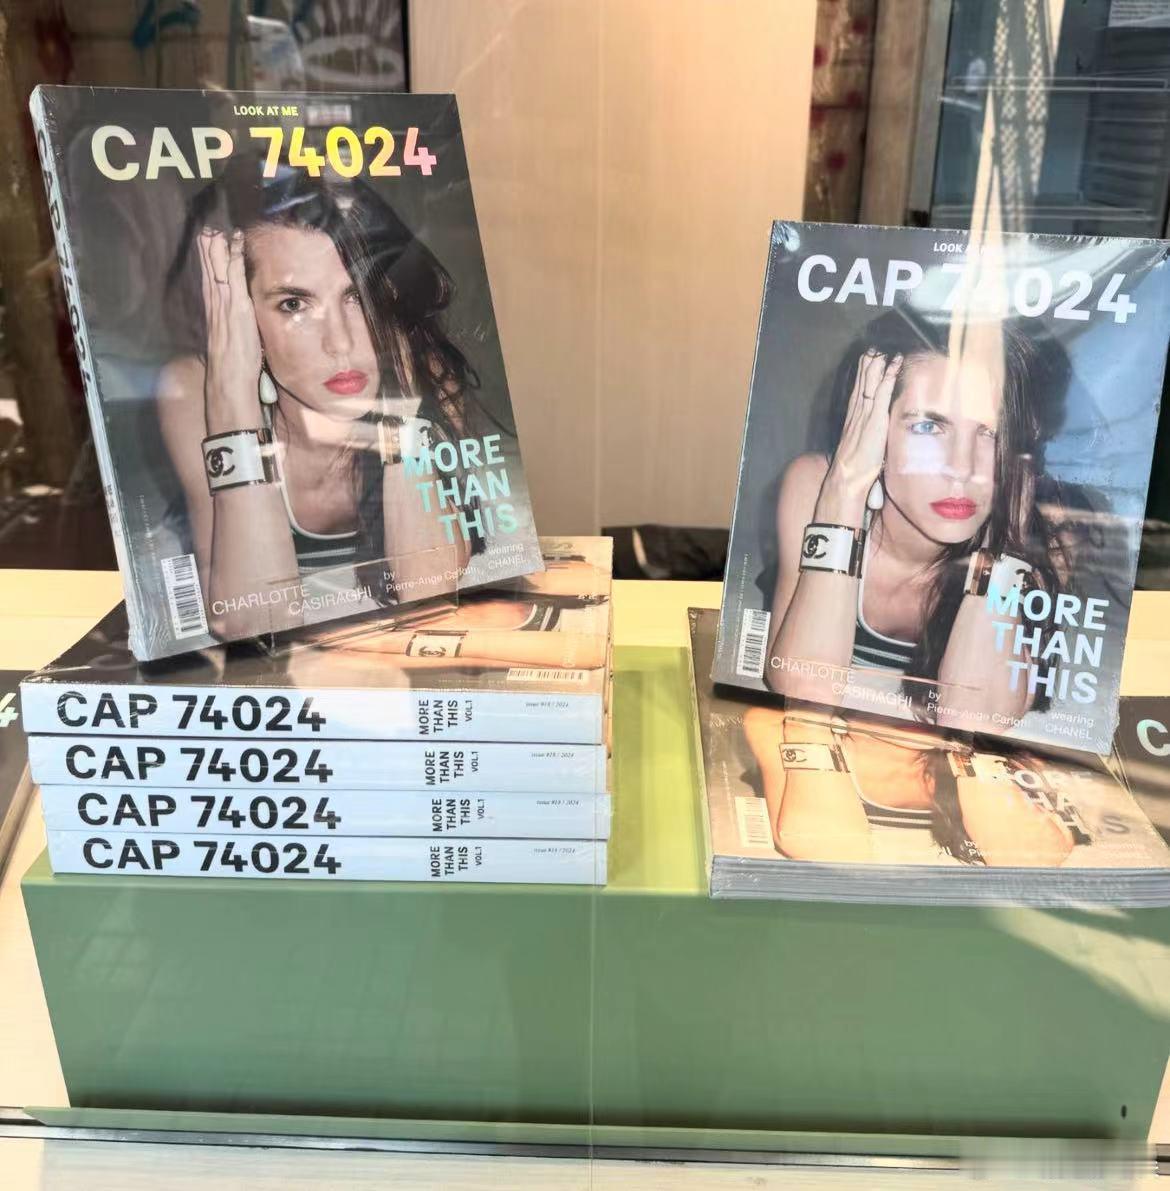 LOOK AT ME
CAP 74024
MORE
THAN
THIS
CHARLOTTE
CASIRAGHI
by
Pierre-Ange Carlotti
wearing
CHANEL
CAP 74024
MORE
THAN
THIS
VOL.1
CAP 74024
MORE
THAN
THIS
VOL.1
CAP 74024
MORE
THAN
THIS
VOL.1
CAP 74024
MORE
THAN
THIS
VOL.1
LOOK
CAP 74024
MORE
THAN
THIS
CHARLOTTE
CASIRAGHI
by
Pierre-Ange Carlotti
wearing
CHANEL
MORE